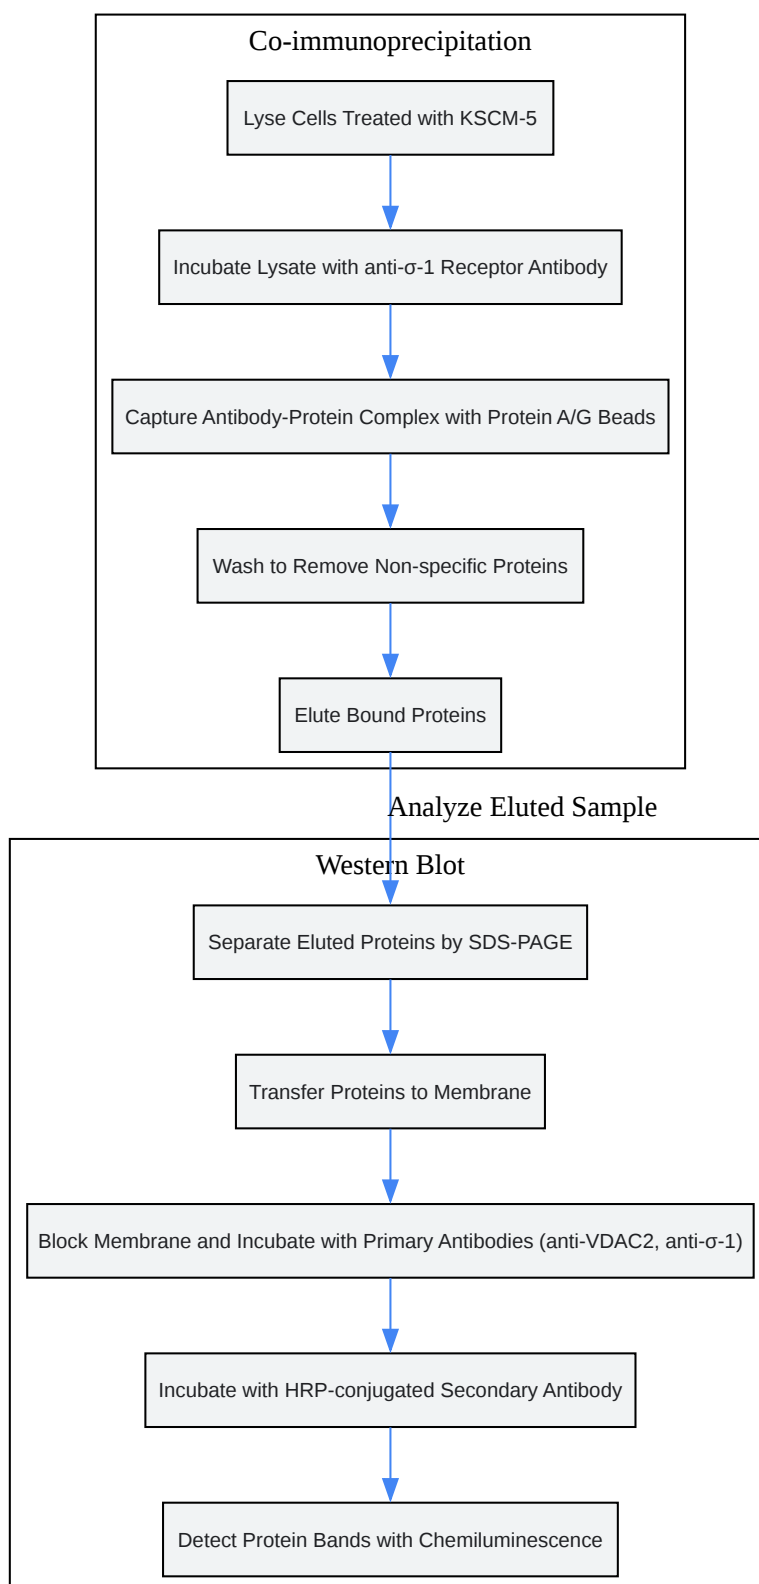 Co-immunoprecipitation
Lyse Cells Treated with KSCM-5
Incubate Lysate with anti-σ-1 Receptor Antibody
Capture Antibody-Protein Complex with Protein A/G Beads
Wash to Remove Non-specific Proteins
Elute Bound Proteins
Analyze Eluted Sample
Western Blot
Separate Eluted Proteins by SDS-PAGE
Transfer Proteins to Membrane
Block Membrane and Incubate with Primary Antibodies (anti-VDAC2, anti-σ-1)
Incubate with HRP-conjugated Secondary Antibody
Detect Protein Bands with Chemiluminescence